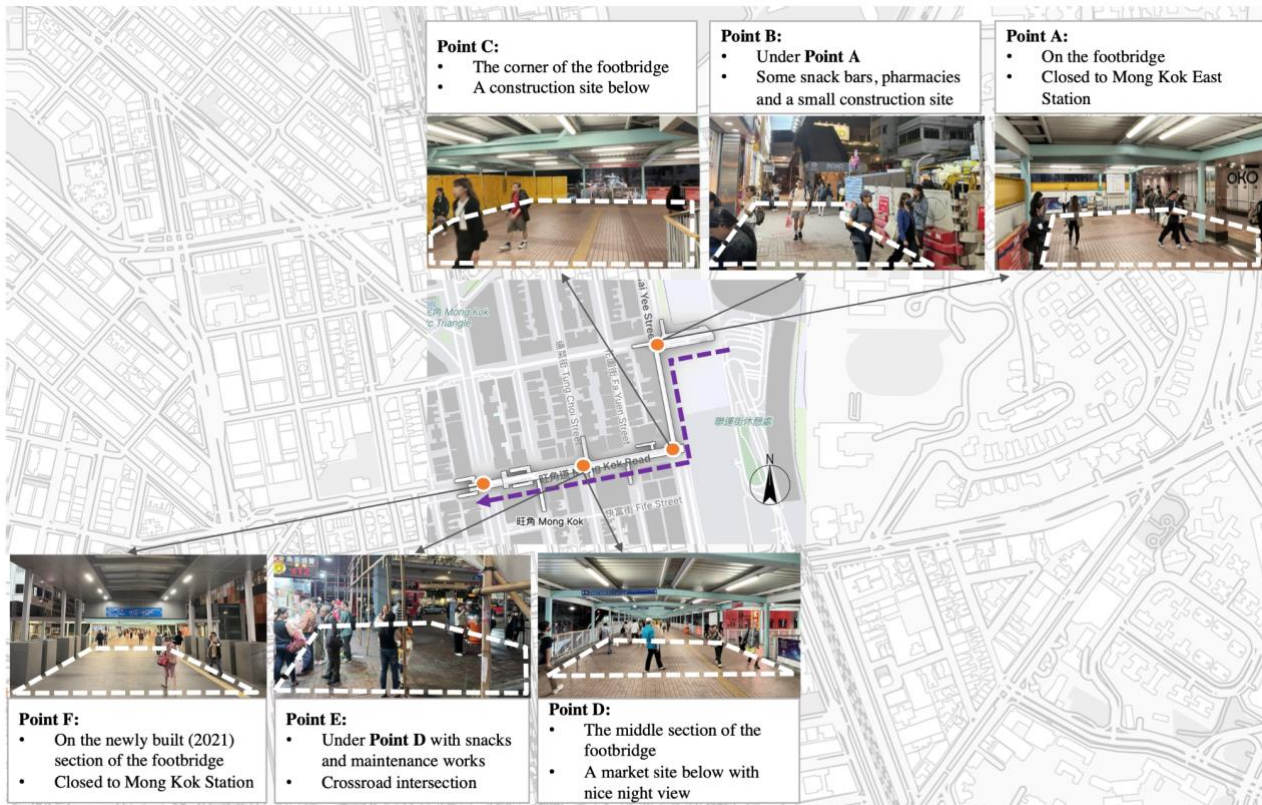 Point C:
• The corner of the footbridge
• A construction site below
Point B:
• Under Point A
• Some snack bars, pharmacies
and a small construction site
Point A:
• On the footbridge
• Closed to Mong Kok East
Station
OKO
角 Mong Kok
c Triangle
ai Yee Street
通菜街 Tung Choi Street
花園街 Fa Yuen Street
聯運街休憩處
旺角道 Kok Road
快富街 Fife Street
旺角 Mong Kok
N
Point F:
• On the newly built (2021)
section of the footbridge
• Closed to Mong Kok Station
Point E:
• Under Point D with snacks
and maintenance works
• Crossroad intersection
Point D:
• The middle section of the
footbridge
• A market site below with
nice night view